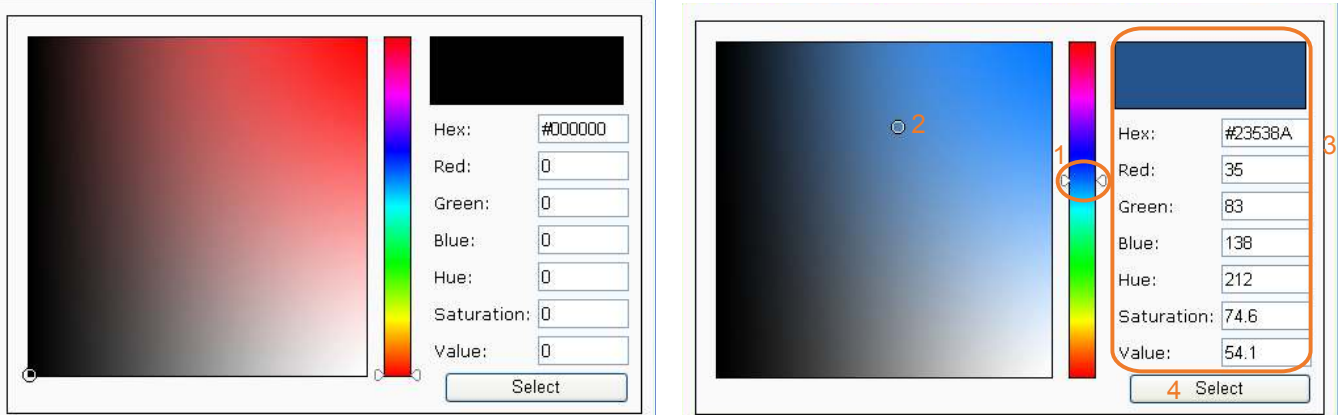 Hex: #000000
Red: 0
Green: 0
Blue: 0
Hue: 0
Saturation: 0
Value: 0
Select
2
1
3
Hex: #23538A
Red: 35
Green: 83
Blue: 138
Hue: 212
Saturation: 74.6
Value: 54.1
4 Select